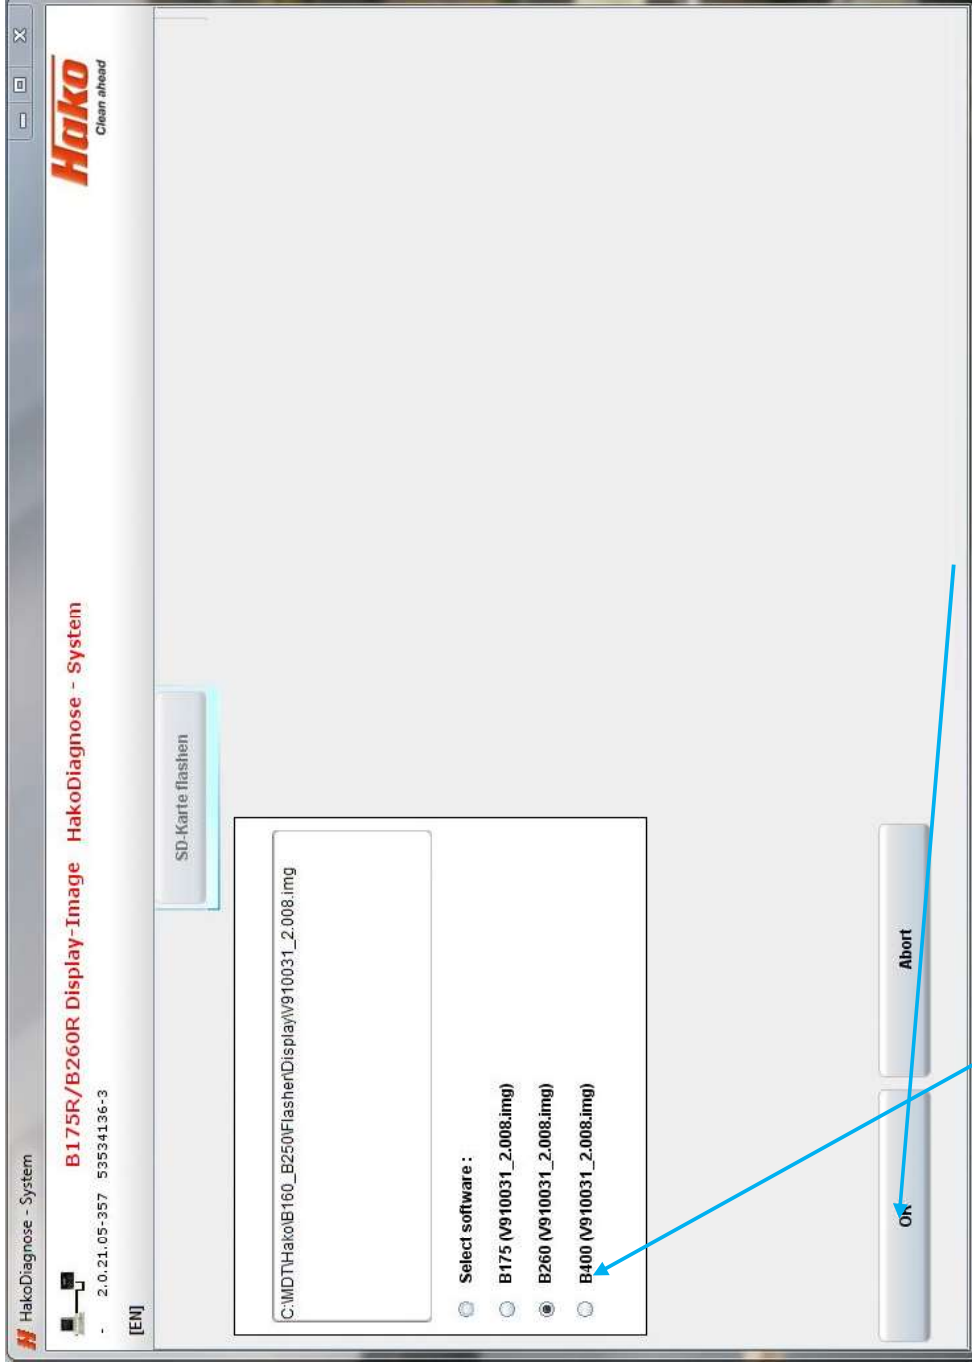 HakoDiagnose - System
B175R/B260R Display-Image HakoDiagnose - System
- 2.0.21.05-357 53534136-3
Hako
Clean ahead
[EN]
SD-Karte flashen
C:\MDT\Hako\B160_B250\Flasher\Display\V910031_2.008.img
Select software :
B175 (V910031_2.008.img)
B260 (V910031_2.008.img)
B400 (V910031_2.008.img)
OK
Abort